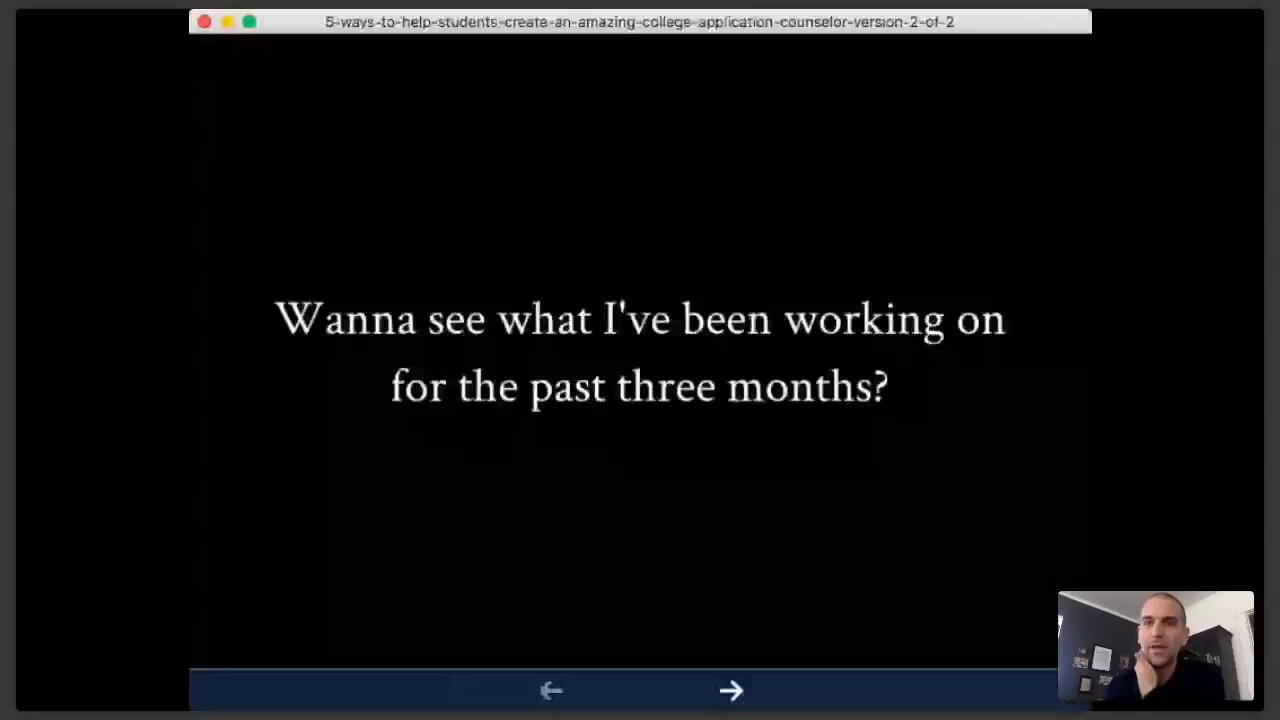 5-ways-to-help-students-create-an-amazing-college-application-counselor-version-2-of-2
Wanna see what I've been working on
for the past three months?